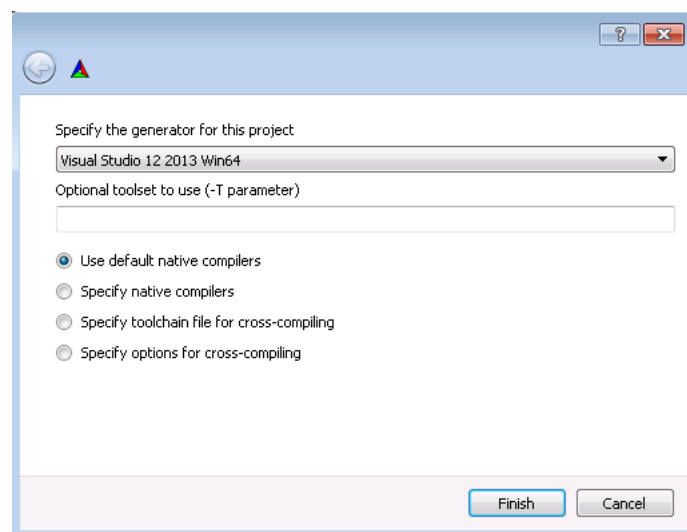 Specify the generator for this project
Visual Studio 12 2013 Win64
Optional toolset to use (-T parameter)
Use default native compilers
Specify native compilers
Specify toolchain file for cross-compiling
Specify options for cross-compiling
Finish Cancel